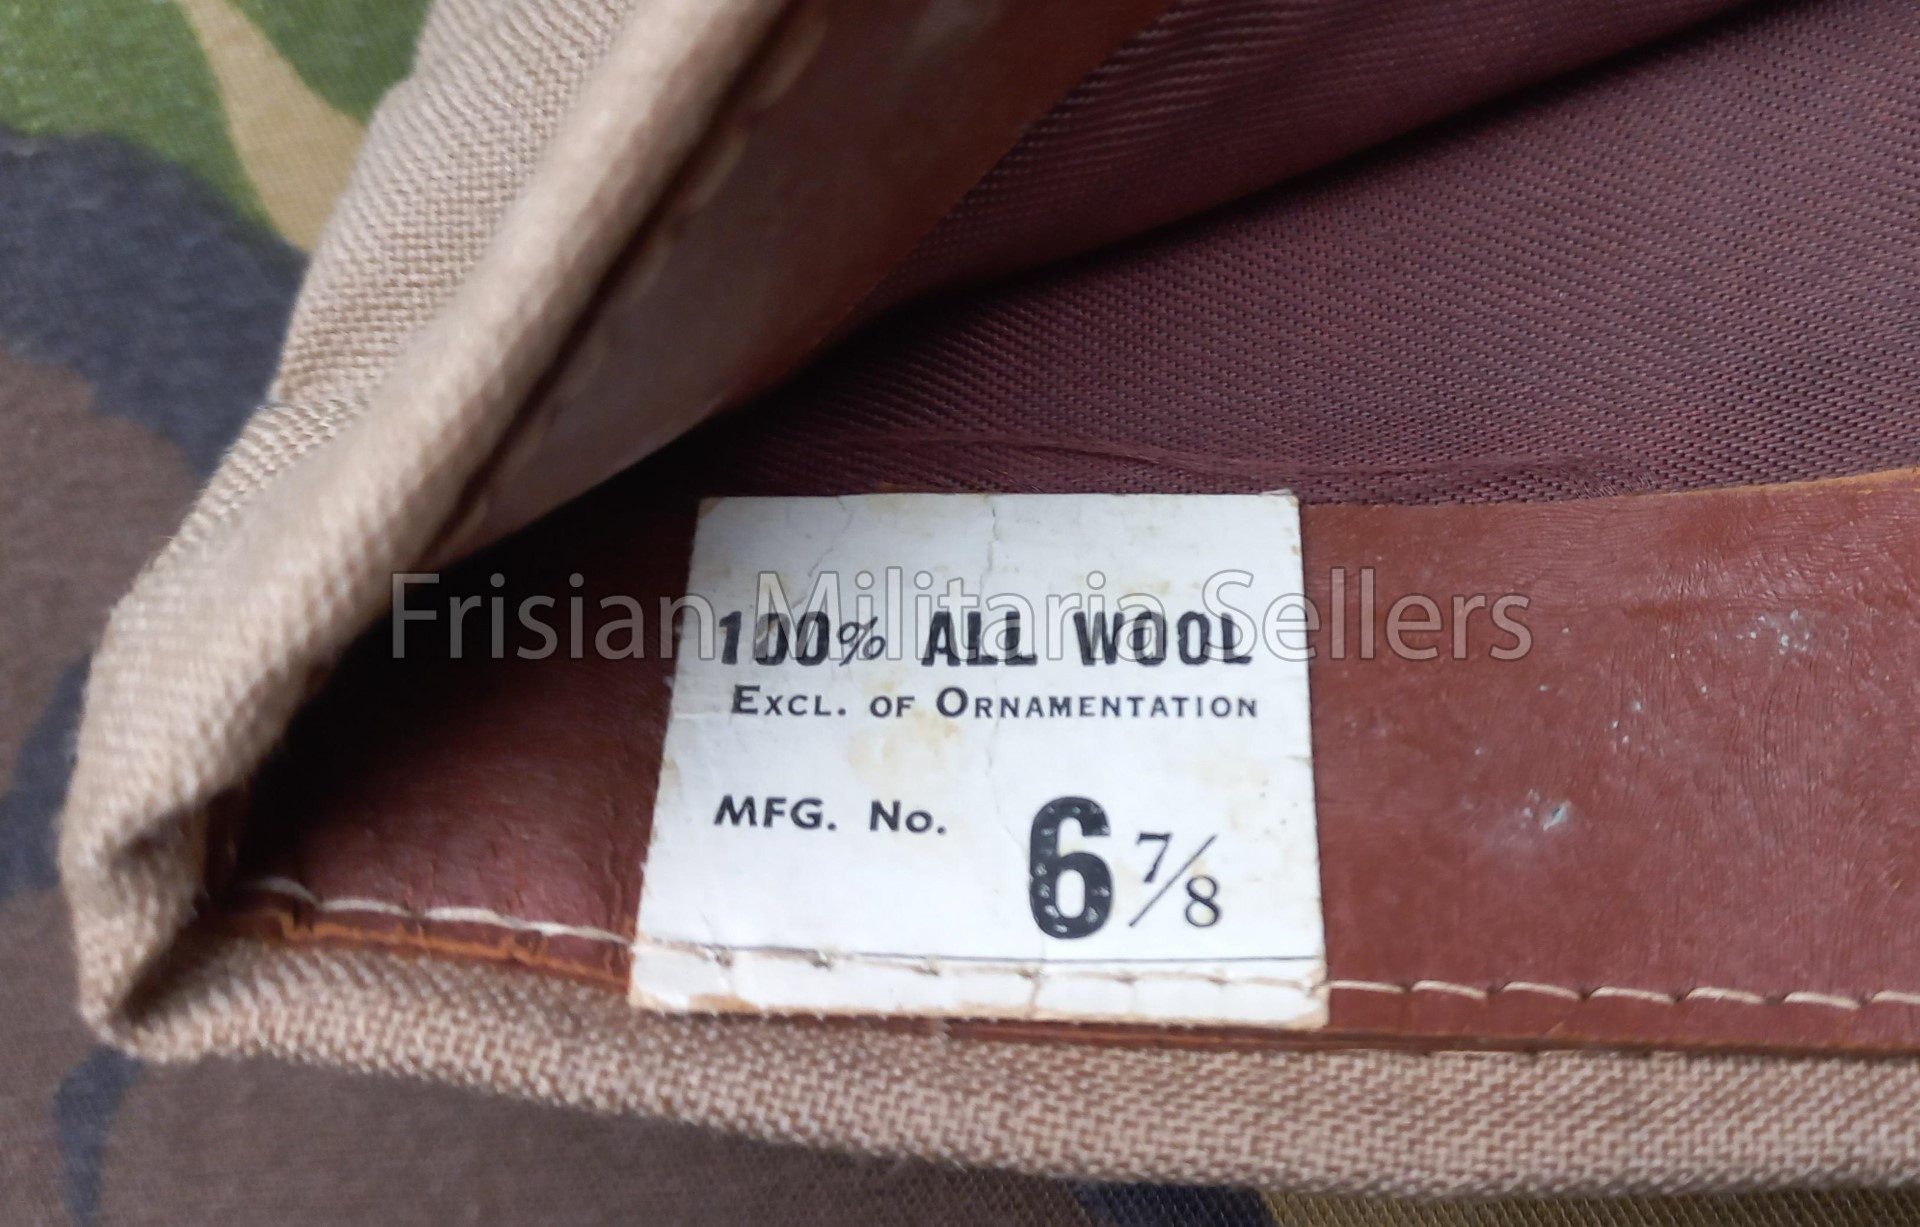 Frisian Militaria Sellers
100% ALL WOOL
EXCL. OF ORNAMENTATION
MFG. No.
6 7/8